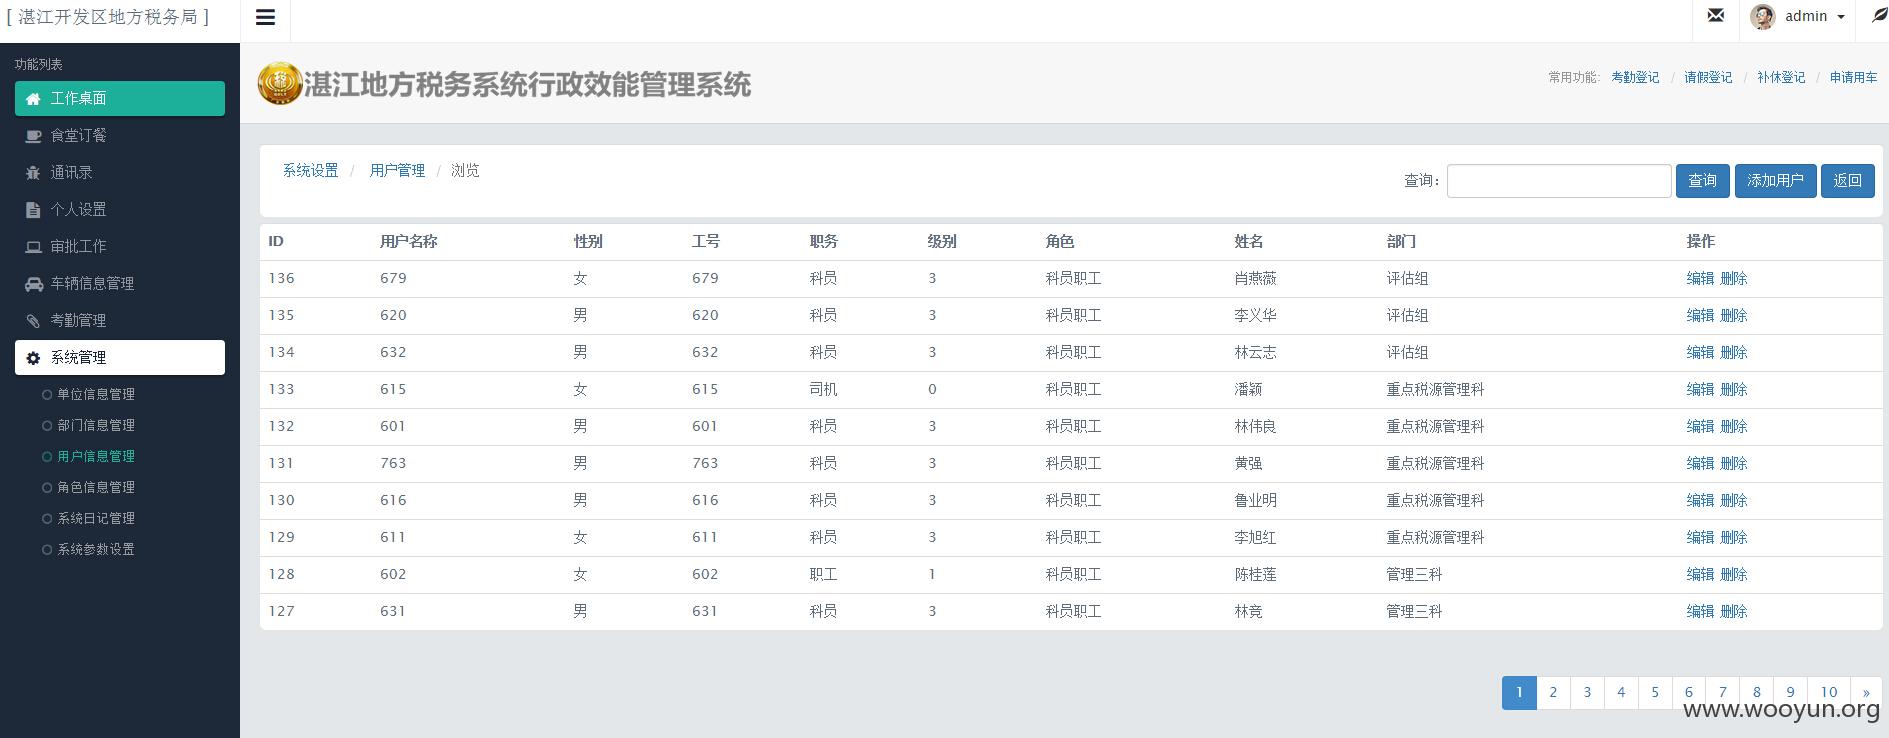 [ 湛江开发区地方税务局 ]
admin
功能列表
工作桌面
食堂订餐
通讯录
个人设置
审批工作
车辆信息管理
考勤管理
系统管理
单位信息管理
部门信息管理
用户信息管理
角色信息管理
系统日记管理
系统参数设置
湛江地方税务系统行政效能管理系统
常用功能: 考勤登记 / 请假登记 / 补休登记 / 申请用车
系统设置 / 用户管理 / 浏览
查询: 查询 添加用户 返回
ID 用户名称 性别 工号 职务 级别 角色 姓名 部门 操作
136 679 女 679 科员 3 科员职工 肖燕薇 评估组 编辑 删除
135 620 男 620 科员 3 科员职工 李义华 评估组 编辑 删除
134 632 男 632 科员 3 科员职工 林云志 评估组 编辑 删除
133 615 女 615 司机 0 科员职工 潘颖 重点税源管理科 编辑 删除
132 601 男 601 科员 3 科员职工 林伟良 重点税源管理科 编辑 删除
131 763 男 763 科员 3 科员职工 黄强 重点税源管理科 编辑 删除
130 616 男 616 科员 3 科员职工 鲁业明 重点税源管理科 编辑 删除
129 611 女 611 科员 3 科员职工 李旭红 重点税源管理科 编辑 删除
128 602 女 602 职工 1 科员职工 陈桂莲 管理三科 编辑 删除
127 631 男 631 科员 3 科员职工 林竞 管理三科 编辑 删除
1 2 3 4 5 6 7 8 9 10 »
www.wooyun.org